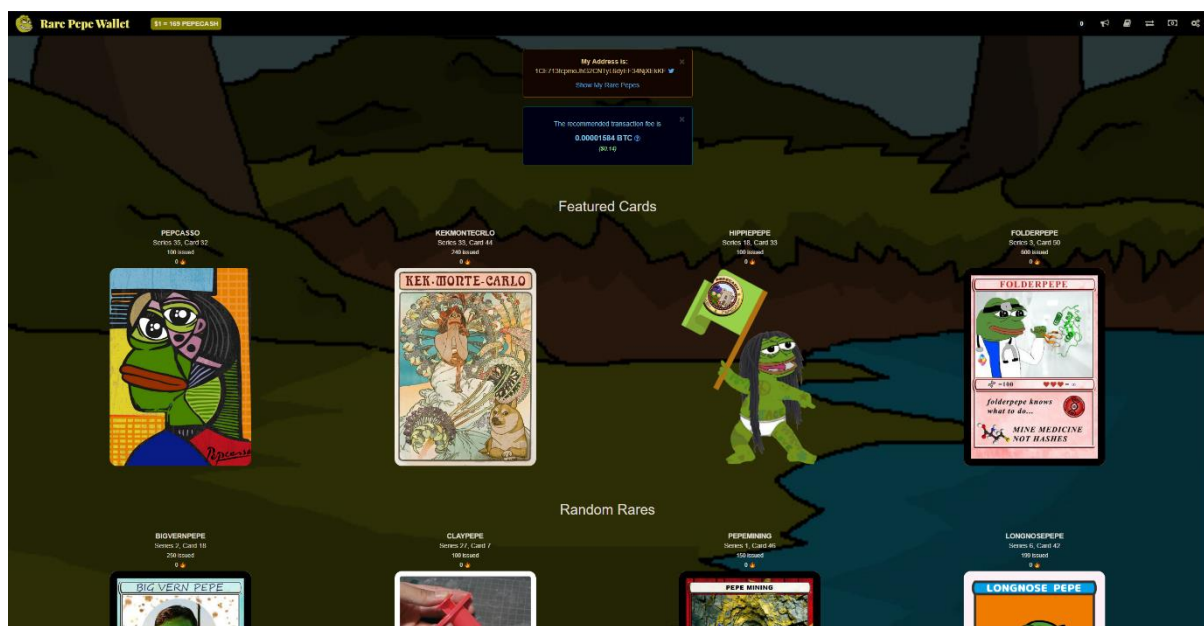 Rare Pepe Wallet
$1 = 169 PEPECASH
0
My Address is:
Show My Rare Pepes
The recommended transaction fee is
0.00001584 BTC
($0.14)
Featured Cards
PEPCASSO
Series 35, Card 32
100 issued
0
KEKMONTECRLO
Series 33, Card 44
240 issued
0
HIPPIEPEPE
Series 18, Card 33
100 issued
0
FOLDERPEPE
Series 3, Card 50
600 issued
0
Pepcasso
KEK-MONTE-CARLO
FOLDERPEPE
=100
folderpepe knows
what to do...
MINE MEDICINE
NOT HASHES
Random Rares
BIGVERNPEPE
Series 2, Card 18
250 issued
0
CLAYPEPE
Series 27, Card 7
100 issued
0
PEPEMINING
Series 1, Card 46
150 issued
0
LONGNOSEPEPE
Series 6, Card 42
199 issued
0
BIG VERN PEPE
PEPE MINING
LONGNOSE PEPE